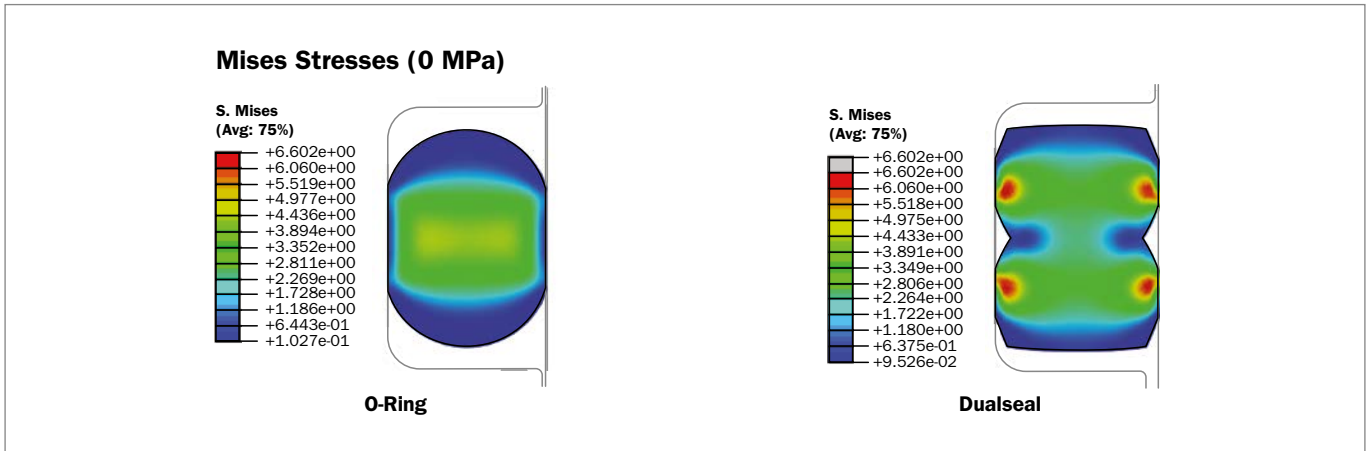 Mises Stresses (0 MPa)
S. Mises
(Avg: 75%)
+6.602e+00
+6.060e+00
+5.519e+00
+4.977e+00
+4.436e+00
+3.894e+00
+3.352e+00
+2.811e+00
+2.269e+00
+1.728e+00
+1.186e+00
+6.443e-01
+1.027e-01
O-Ring
S. Mises
(Avg: 75%)
+6.602e+00
+6.602e+00
+6.060e+00
+5.518e+00
+4.975e+00
+4.433e+00
+3.891e+00
+3.349e+00
+2.806e+00
+2.264e+00
+1.722e+00
+1.180e+00
+6.375e-01
+9.526e-02
Dualseal